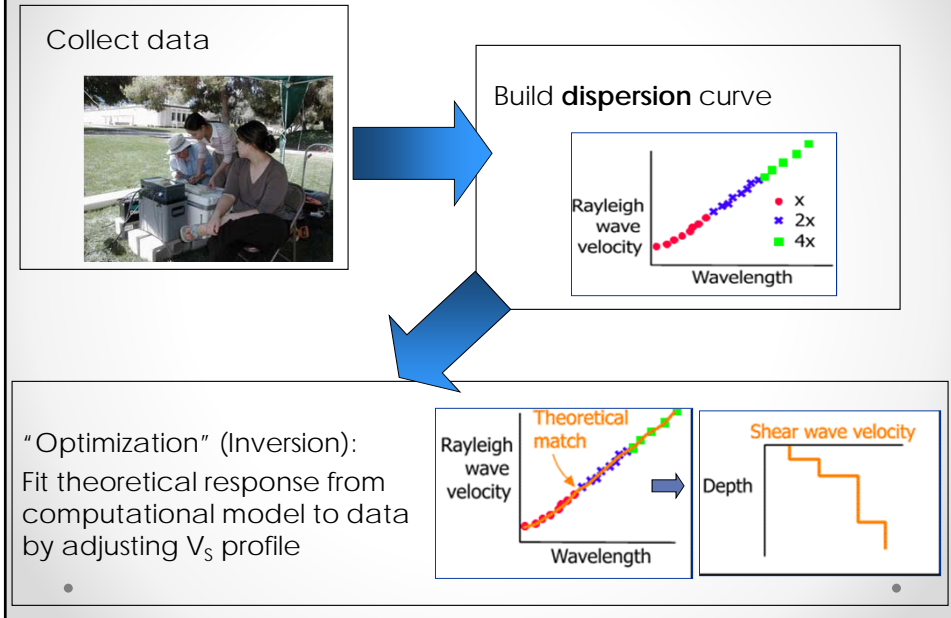 Collect data
Build dispersion curve
Rayleigh
wave
velocity
x
2x
4x
Wavelength
"Optimization" (Inversion):
Fit theoretical response from
computational model to data
by adjusting VS profile
Theoretical
match
Rayleigh
wave
velocity
Wavelength
Shear wave velocity
Depth